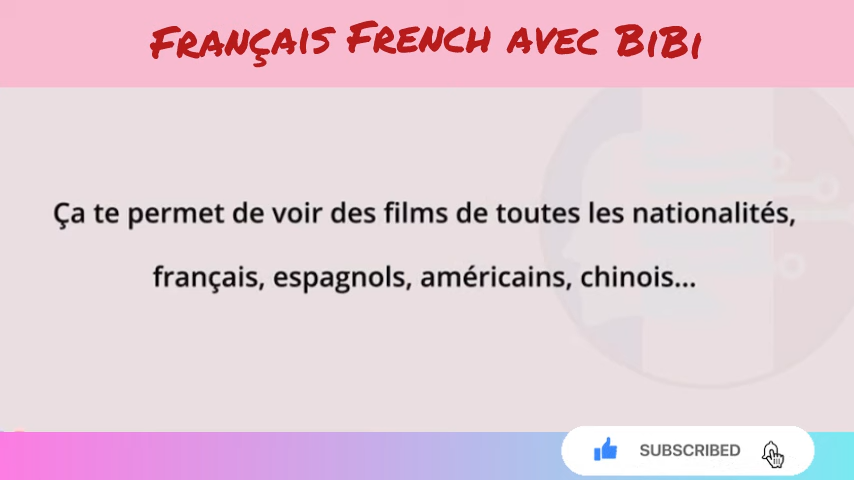 Français French avec BiBi
Ça te permet de voir des films de toutes les nationalités,
français, espagnols, américains, chinois...
SUBSCRIBED